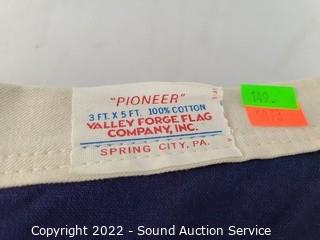 "PIONEER"
3 FT. X 5 FT. 100% COTTON
VALLEY FORGE FLAG
COMPANY, INC.
SPRING CITY, PA.
149
Copyright 2022 - Sound Auction Service